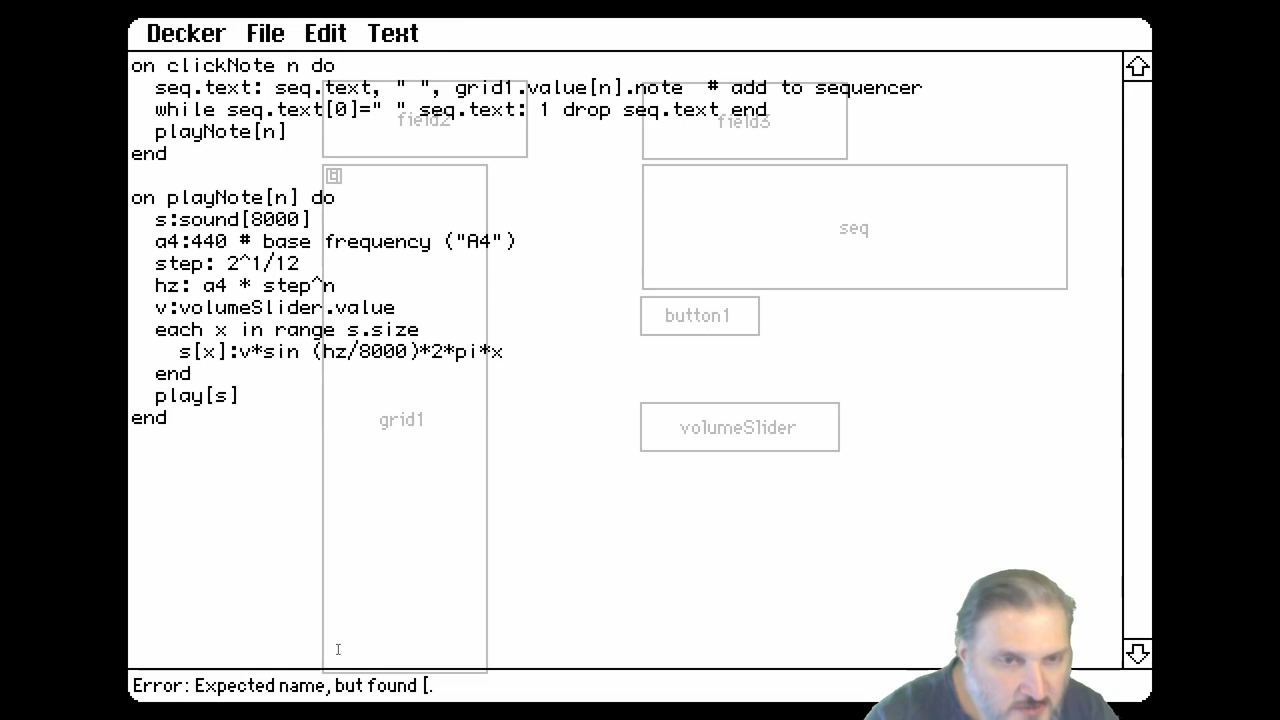 Decker File Edit Text
on clickNote n do
  seq.text: seq.text, " ", grid1.value[n].note  # add to sequencer
  while seq.text[0]=" " seq.text: 1 drop seq.text end
  playNote[n]
end
on playNote[n] do
  s:sound[8000]
  a4:440 # base frequency ("A4")
  step: 2^1/12
  hz: a4 * step^n
  v:volumeSlider.value
  each x in range s.size
    s[x]:v*sin (hz/8000)*2*pi*x
  end
  play[s]
end
field2
field3
seq
button1
grid1
volumeSlider
Error: Expected name, but found [.